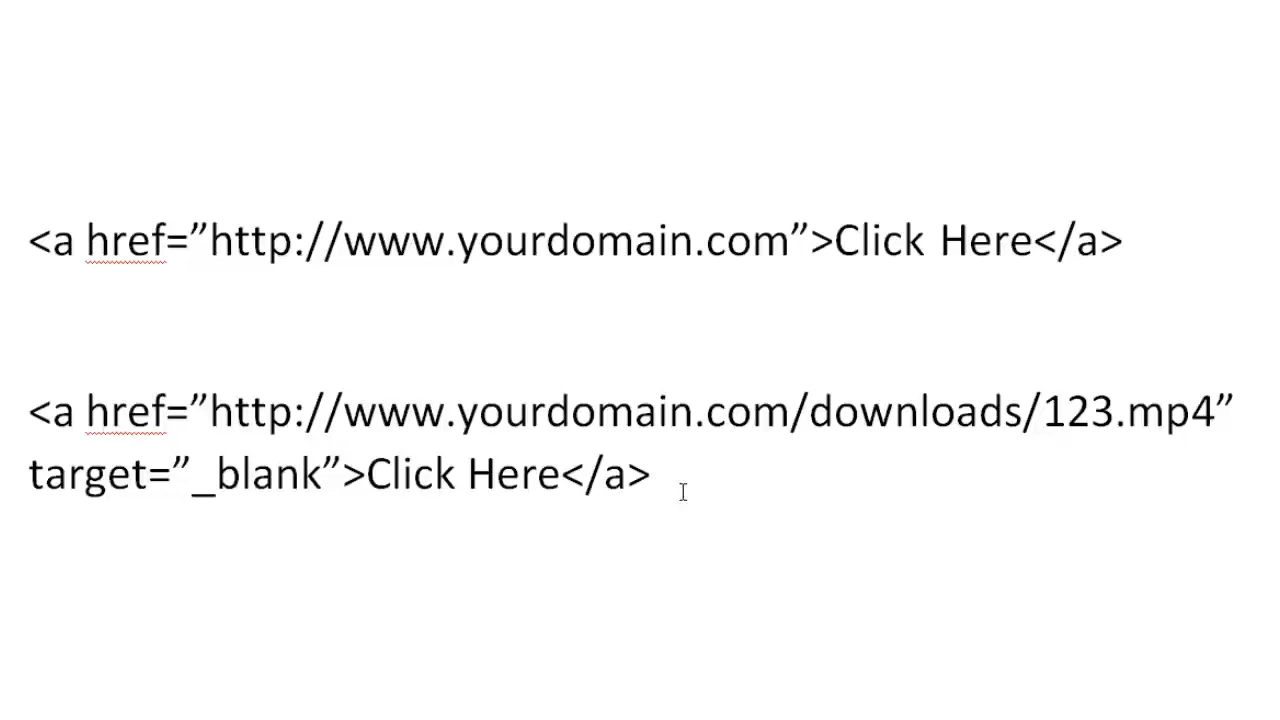 <a href=”http://www.yourdomain.com”>Click Here</a>
<a href=”http://www.yourdomain.com/downloads/123.mp4”
target=”_blank”>Click Here</a>